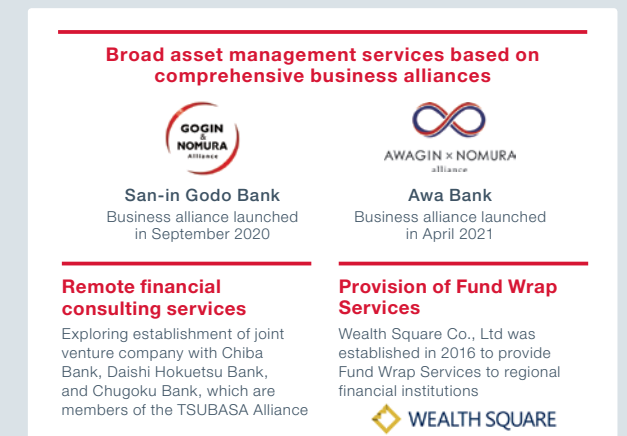 Broad asset management services based on
comprehensive business alliances
GOGIN
&
NOMURA
Alliance
AWAGIN × NOMURA
alliance
San-in Godo Bank
Business alliance launched
in September 2020
Awa Bank
Business alliance launched
in April 2021
Remote financial
consulting services
Exploring establishment of joint
venture company with Chiba
Bank, Daishi Hokuetsu Bank,
and Chugoku Bank, which are
members of the TSUBASA Alliance
Provision of Fund Wrap
Services
Wealth Square Co., Ltd was
established in 2016 to provide
Fund Wrap Services to regional
financial institutions
WEALTH SQUARE